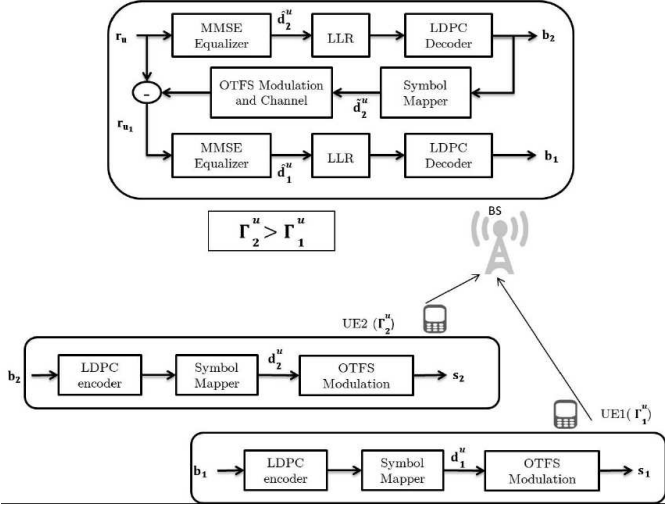 r_u
MMSE
Equalizer
d̂_2^u
LLR
LDPC
Decoder
b_2
-
OTFS Modulation
and Channel
d̃_2^u
Symbol
Mapper
r_{u_1}
MMSE
Equalizer
d̂_1^u
LLR
LDPC
Decoder
b_1
Γ_2^u > Γ_1^u
BS
UE2 (Γ_2^u)
b_2
LDPC
encoder
Symbol
Mapper
d_2^u
OTFS
Modulation
s_2
UE1( Γ_1^u)
b_1
LDPC
encoder
Symbol
Mapper
d_1^u
OTFS
Modulation
s_1